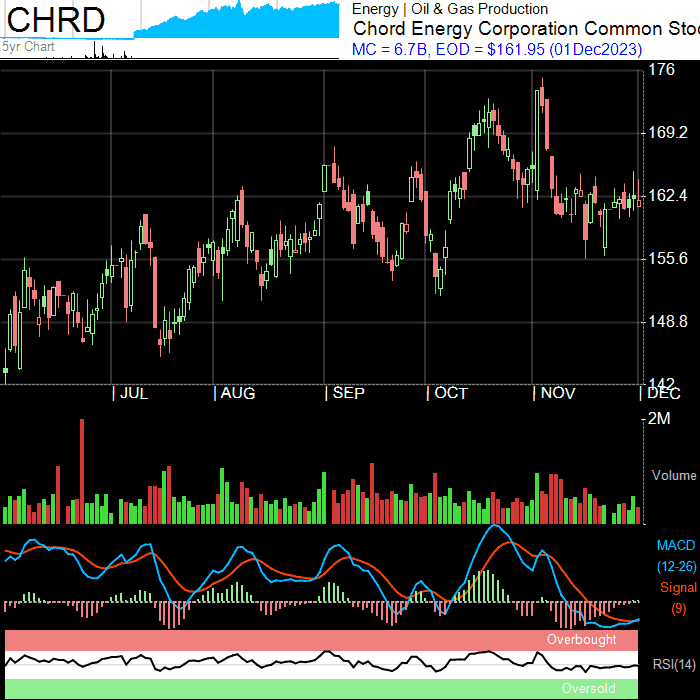 CHRD
5yr Chart
Energy | Oil & Gas Production
Chord Energy Corporation Common Stoc
MC = 6.7B, EOD = $161.95 (01Dec2023)
176
169.2
162.4
155.6
148.8
142
JUL AUG SEP OCT NOV DEC
2M
Volume
MACD
(12-26)
Signal
(9)
Overbought
RSI(14)
Oversold